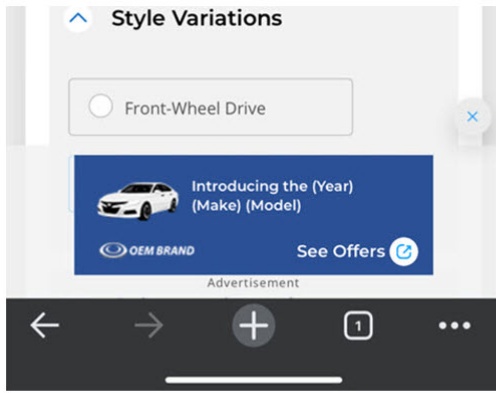 Style Variations
Front-Wheel Drive
Introducing the (Year)
(Make) (Model)
OEM BRAND
See Offers
Advertisement
1